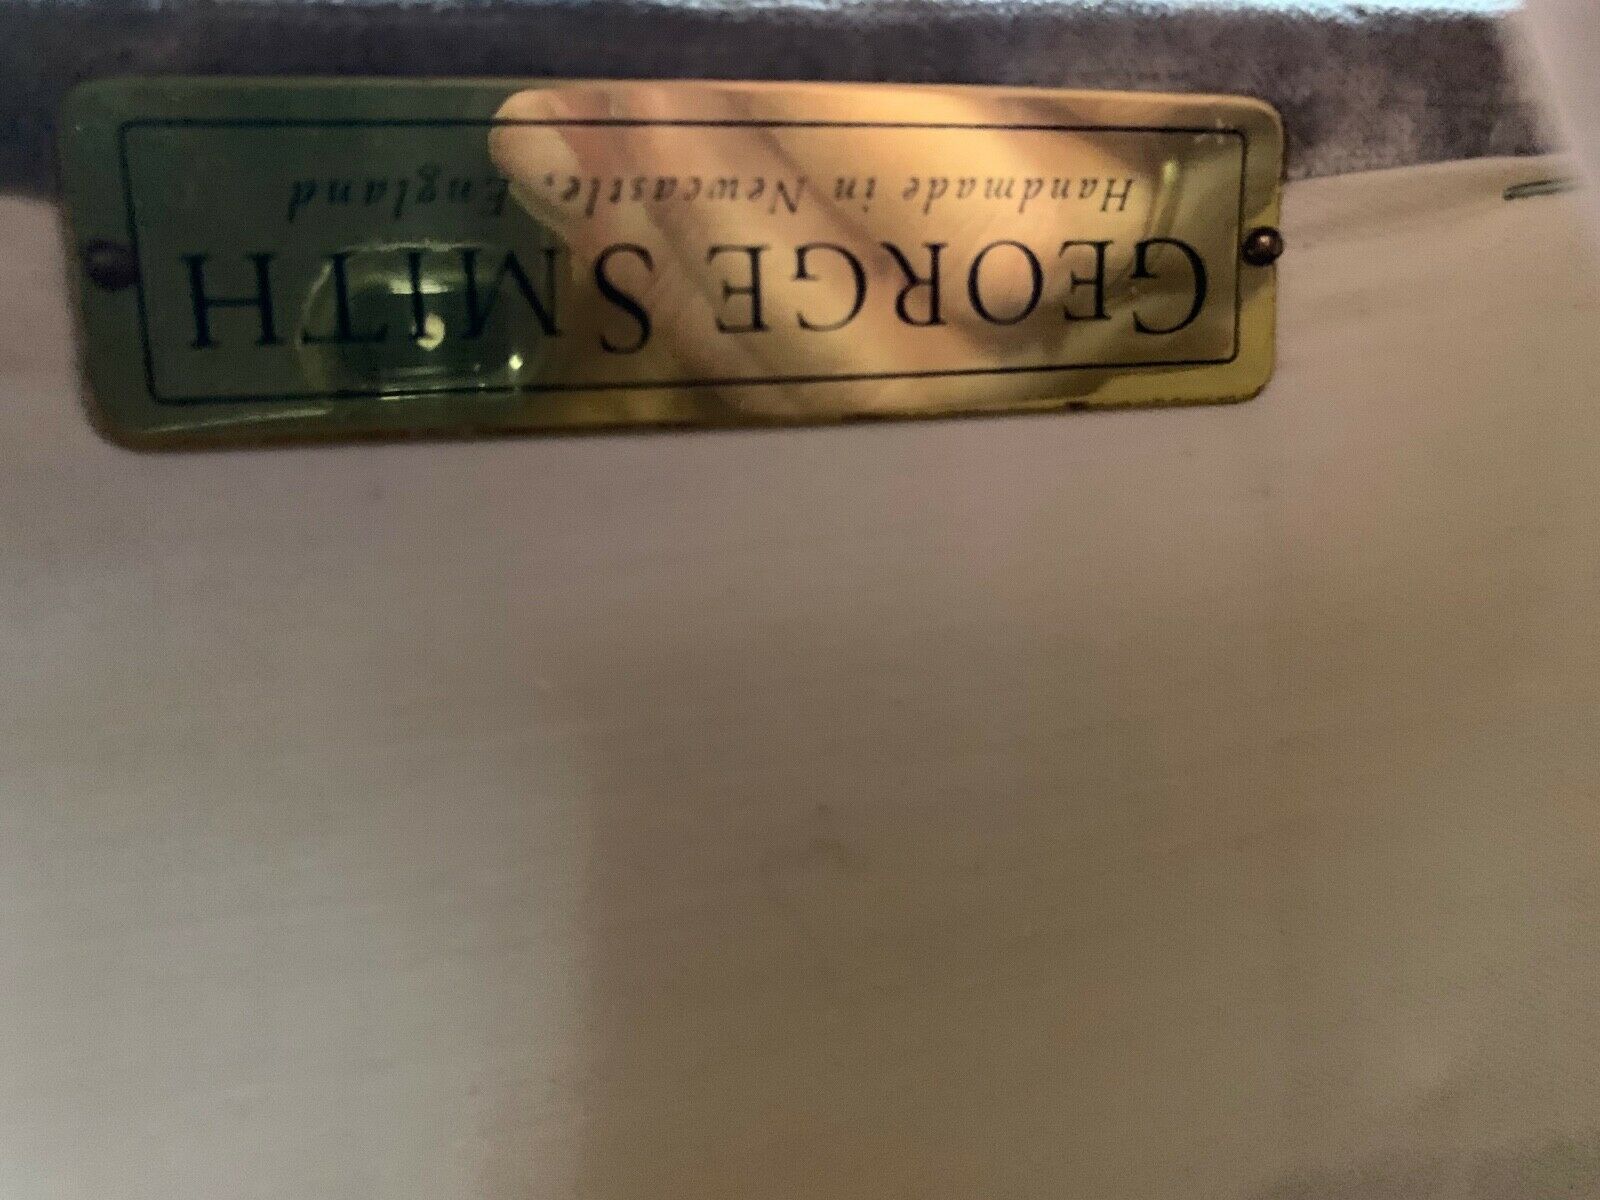 GEORGE SMITH
Handmade in Newcastle, England